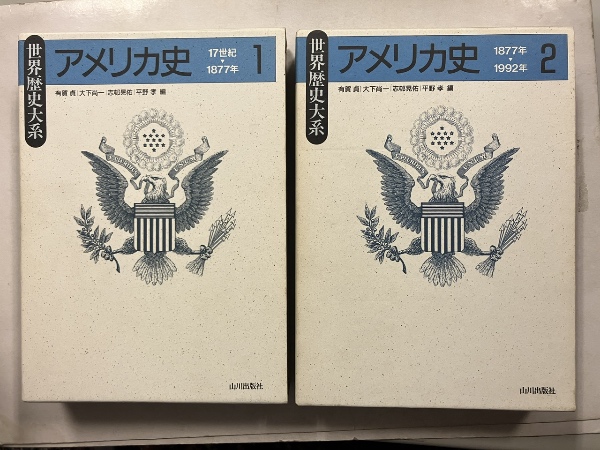 世界歴史大系
アメリカ史
17世紀
▼
1877年
1
有賀 貞|大下尚一|志邨晃佑|平野 孝 編
山川出版社
世界歴史大系
アメリカ史
1877年
▼
1992年
2
有賀 貞|大下尚一|志邨晃佑|平野 孝 編
山川出版社